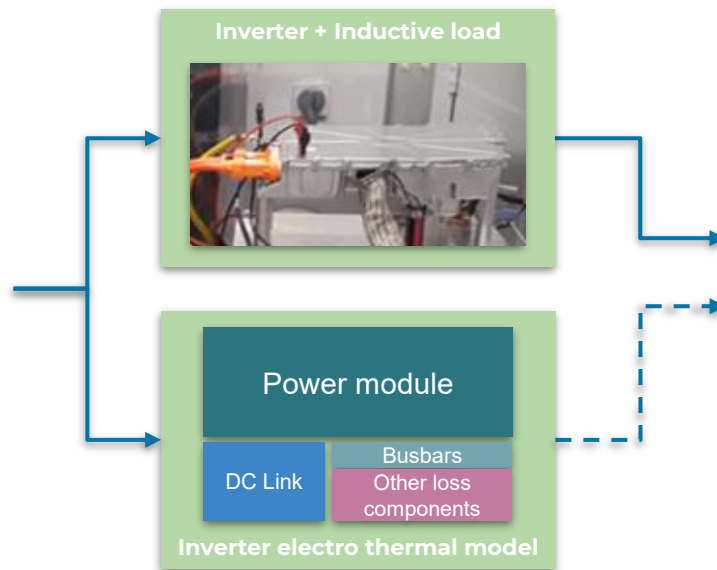 Inverter + Inductive load
Power module
DC Link
Busbars
Other loss
components
Inverter electro thermal model